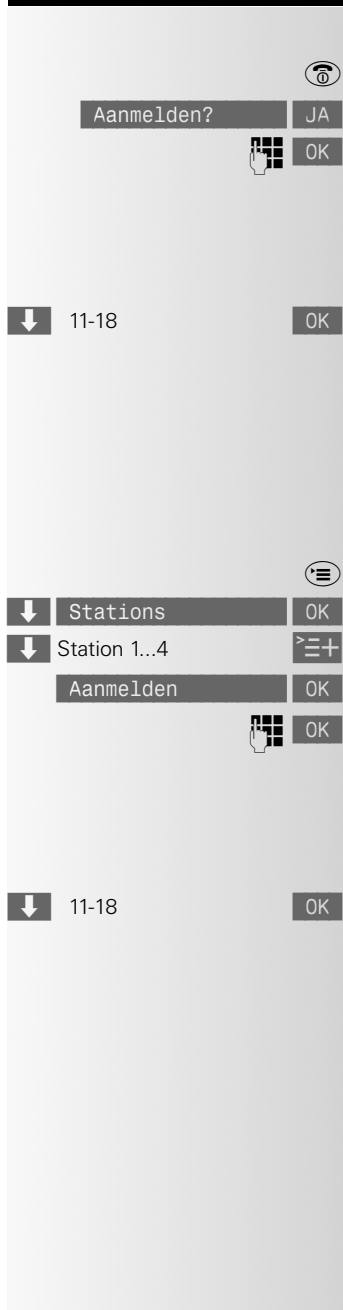 Aanmelden? JA
OK
11-18 OK
Stations OK
Station 1...4
Aanmelden OK
OK
11-18 OK